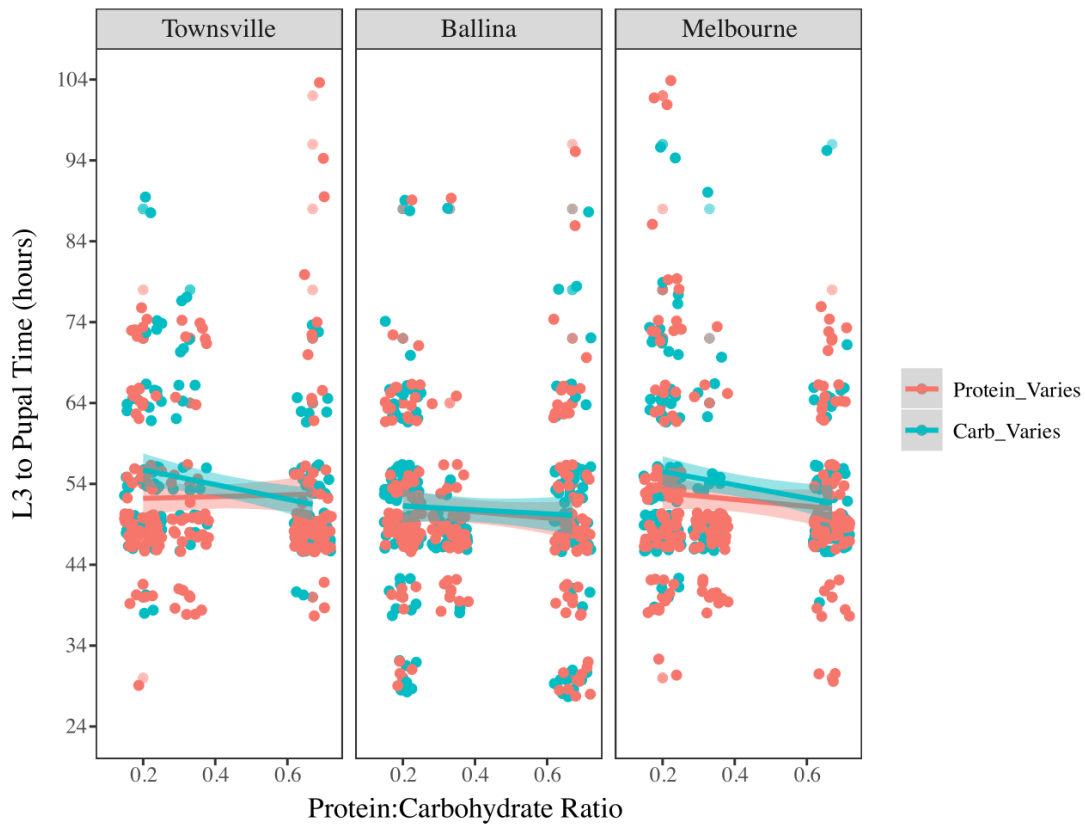 Townsville Ballina Melbourne
L3 to Pupal Time (hours)
104
94
84
74
64
54
44
34
24
0.2 0.4 0.6 0.2 0.4 0.6 0.2 0.4 0.6
Protein:Carbohydrate Ratio
Protein_Varies
Carb_Varies